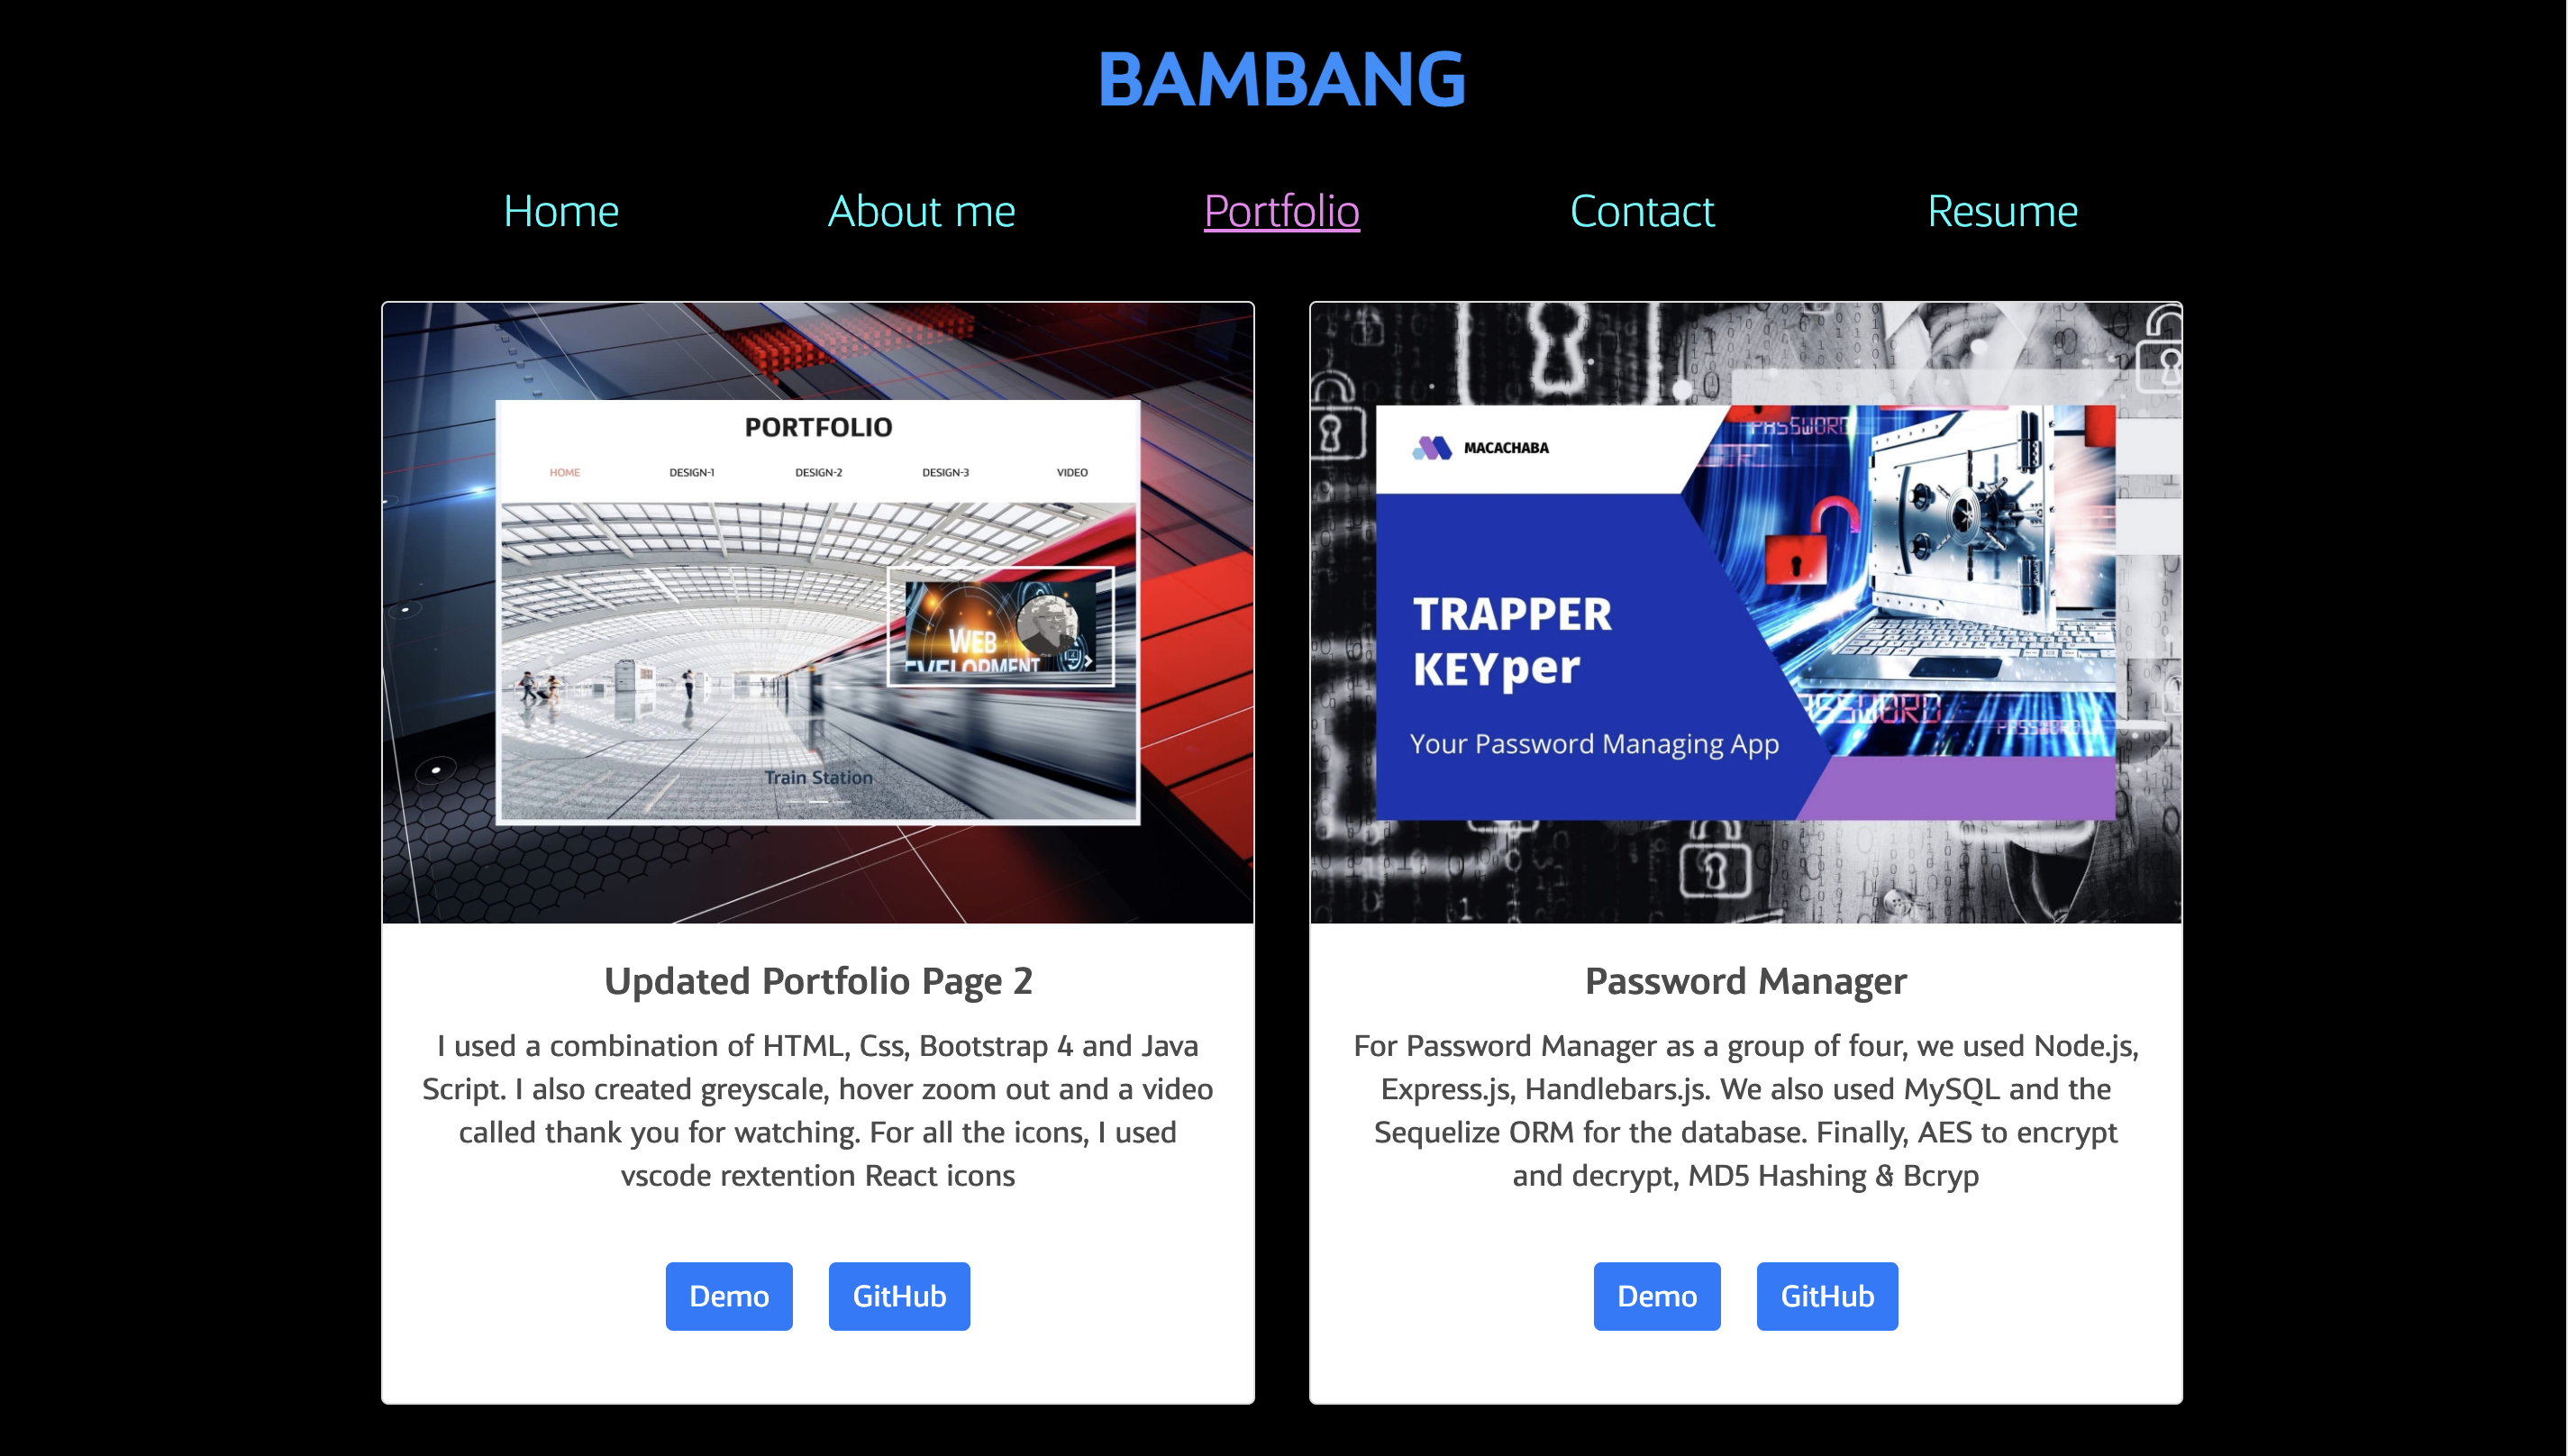 BAMBANG
Home About me Portfolio Contact Resume
PORTFOLIO
HOME DESIGN-1 DESIGN-2 DESIGN-3 VIDEO
WEB
Train Station
Updated Portfolio Page 2
I used a combination of HTML, Css, Bootstrap 4 and Java
Script. I also created greyscale, hover zoom out and a video
called thank you for watching. For all the icons, I used
vscode rextention React icons
Demo GitHub
PASSWORD
MACACHABA
TRAPPER
KEYper
Your Password Managing App
Password Manager
For Password Manager as a group of four, we used Node.js,
Express.js, Handlebars.js. We also used MySQL and the
Sequelize ORM for the database. Finally, AES to encrypt
and decrypt, MD5 Hashing & Bcryp
Demo GitHub